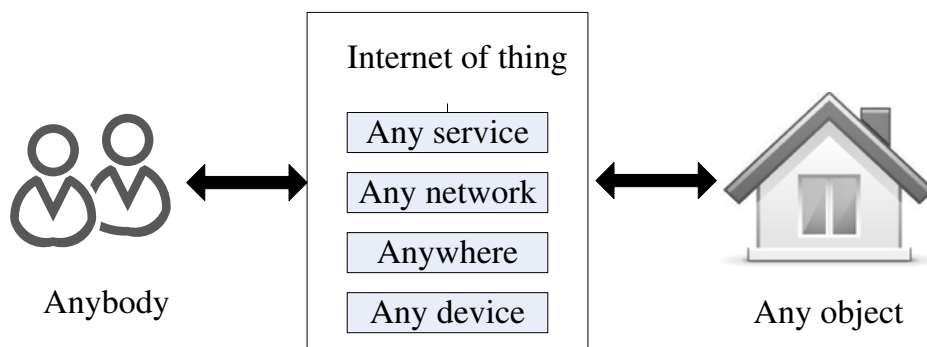 Internet of thing
Any service
Any network
Anywhere
Any device
Anybody
Any object